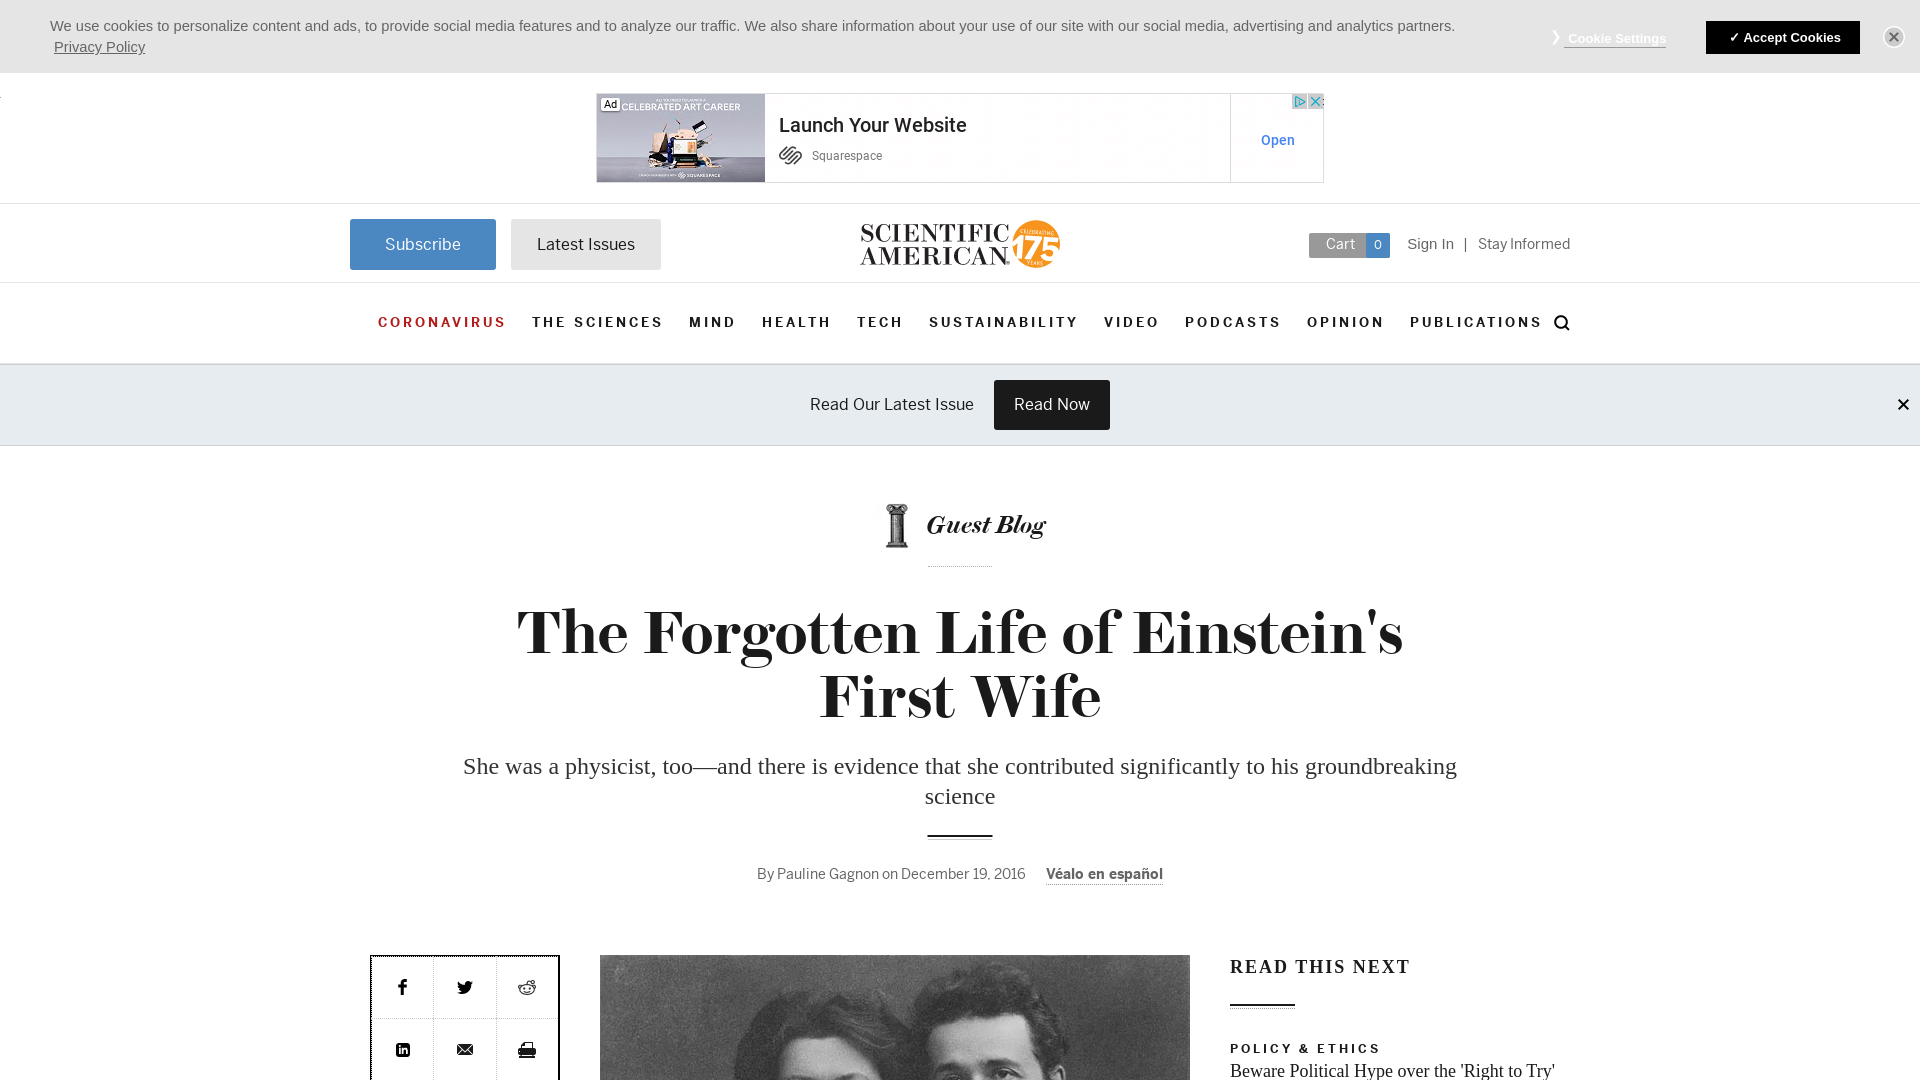 We use cookies to personalize content and ads, to provide social media features and to analyze our traffic. We also share information about your use of our site with our social media, advertising and analytics partners.
Privacy Policy
❯ Cookie Settings
✓ Accept Cookies
Ad
CELEBRATED ART CAREER
SQUARESPACE
Launch Your Website
Squarespace
Open
Subscribe
Latest Issues
SCIENTIFIC
AMERICAN
CELEBRATING
175
YEARS
Cart 0
Sign In | Stay Informed
CORONAVIRUS THE SCIENCES MIND HEALTH TECH SUSTAINABILITY VIDEO PODCASTS OPINION PUBLICATIONS
Read Our Latest Issue Read Now
Guest Blog
The Forgotten Life of Einstein's
First Wife
She was a physicist, too—and there is evidence that she contributed significantly to his groundbreaking
science
By Pauline Gagnon on December 19, 2016 Véalo en español
READ THIS NEXT
POLICY & ETHICS
Beware Political Hype over the 'Right to Try'